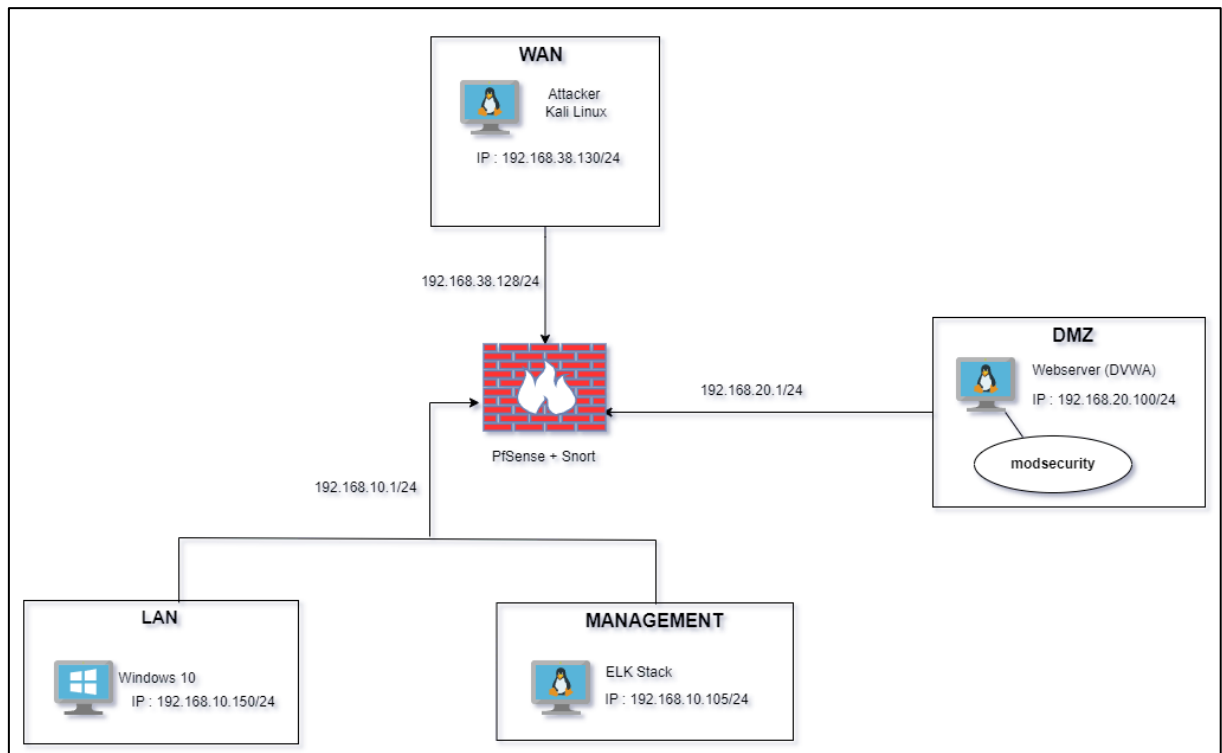 WAN
Attacker
Kali Linux
IP : 192.168.38.130/24
192.168.38.128/24
DMZ
Webserver (DVWA)
IP : 192.168.20.100/24
modsecurity
192.168.20.1/24
PfSense + Snort
192.168.10.1/24
LAN
Windows 10
IP : 192.168.10.150/24
MANAGEMENT
ELK Stack
IP : 192.168.10.105/24